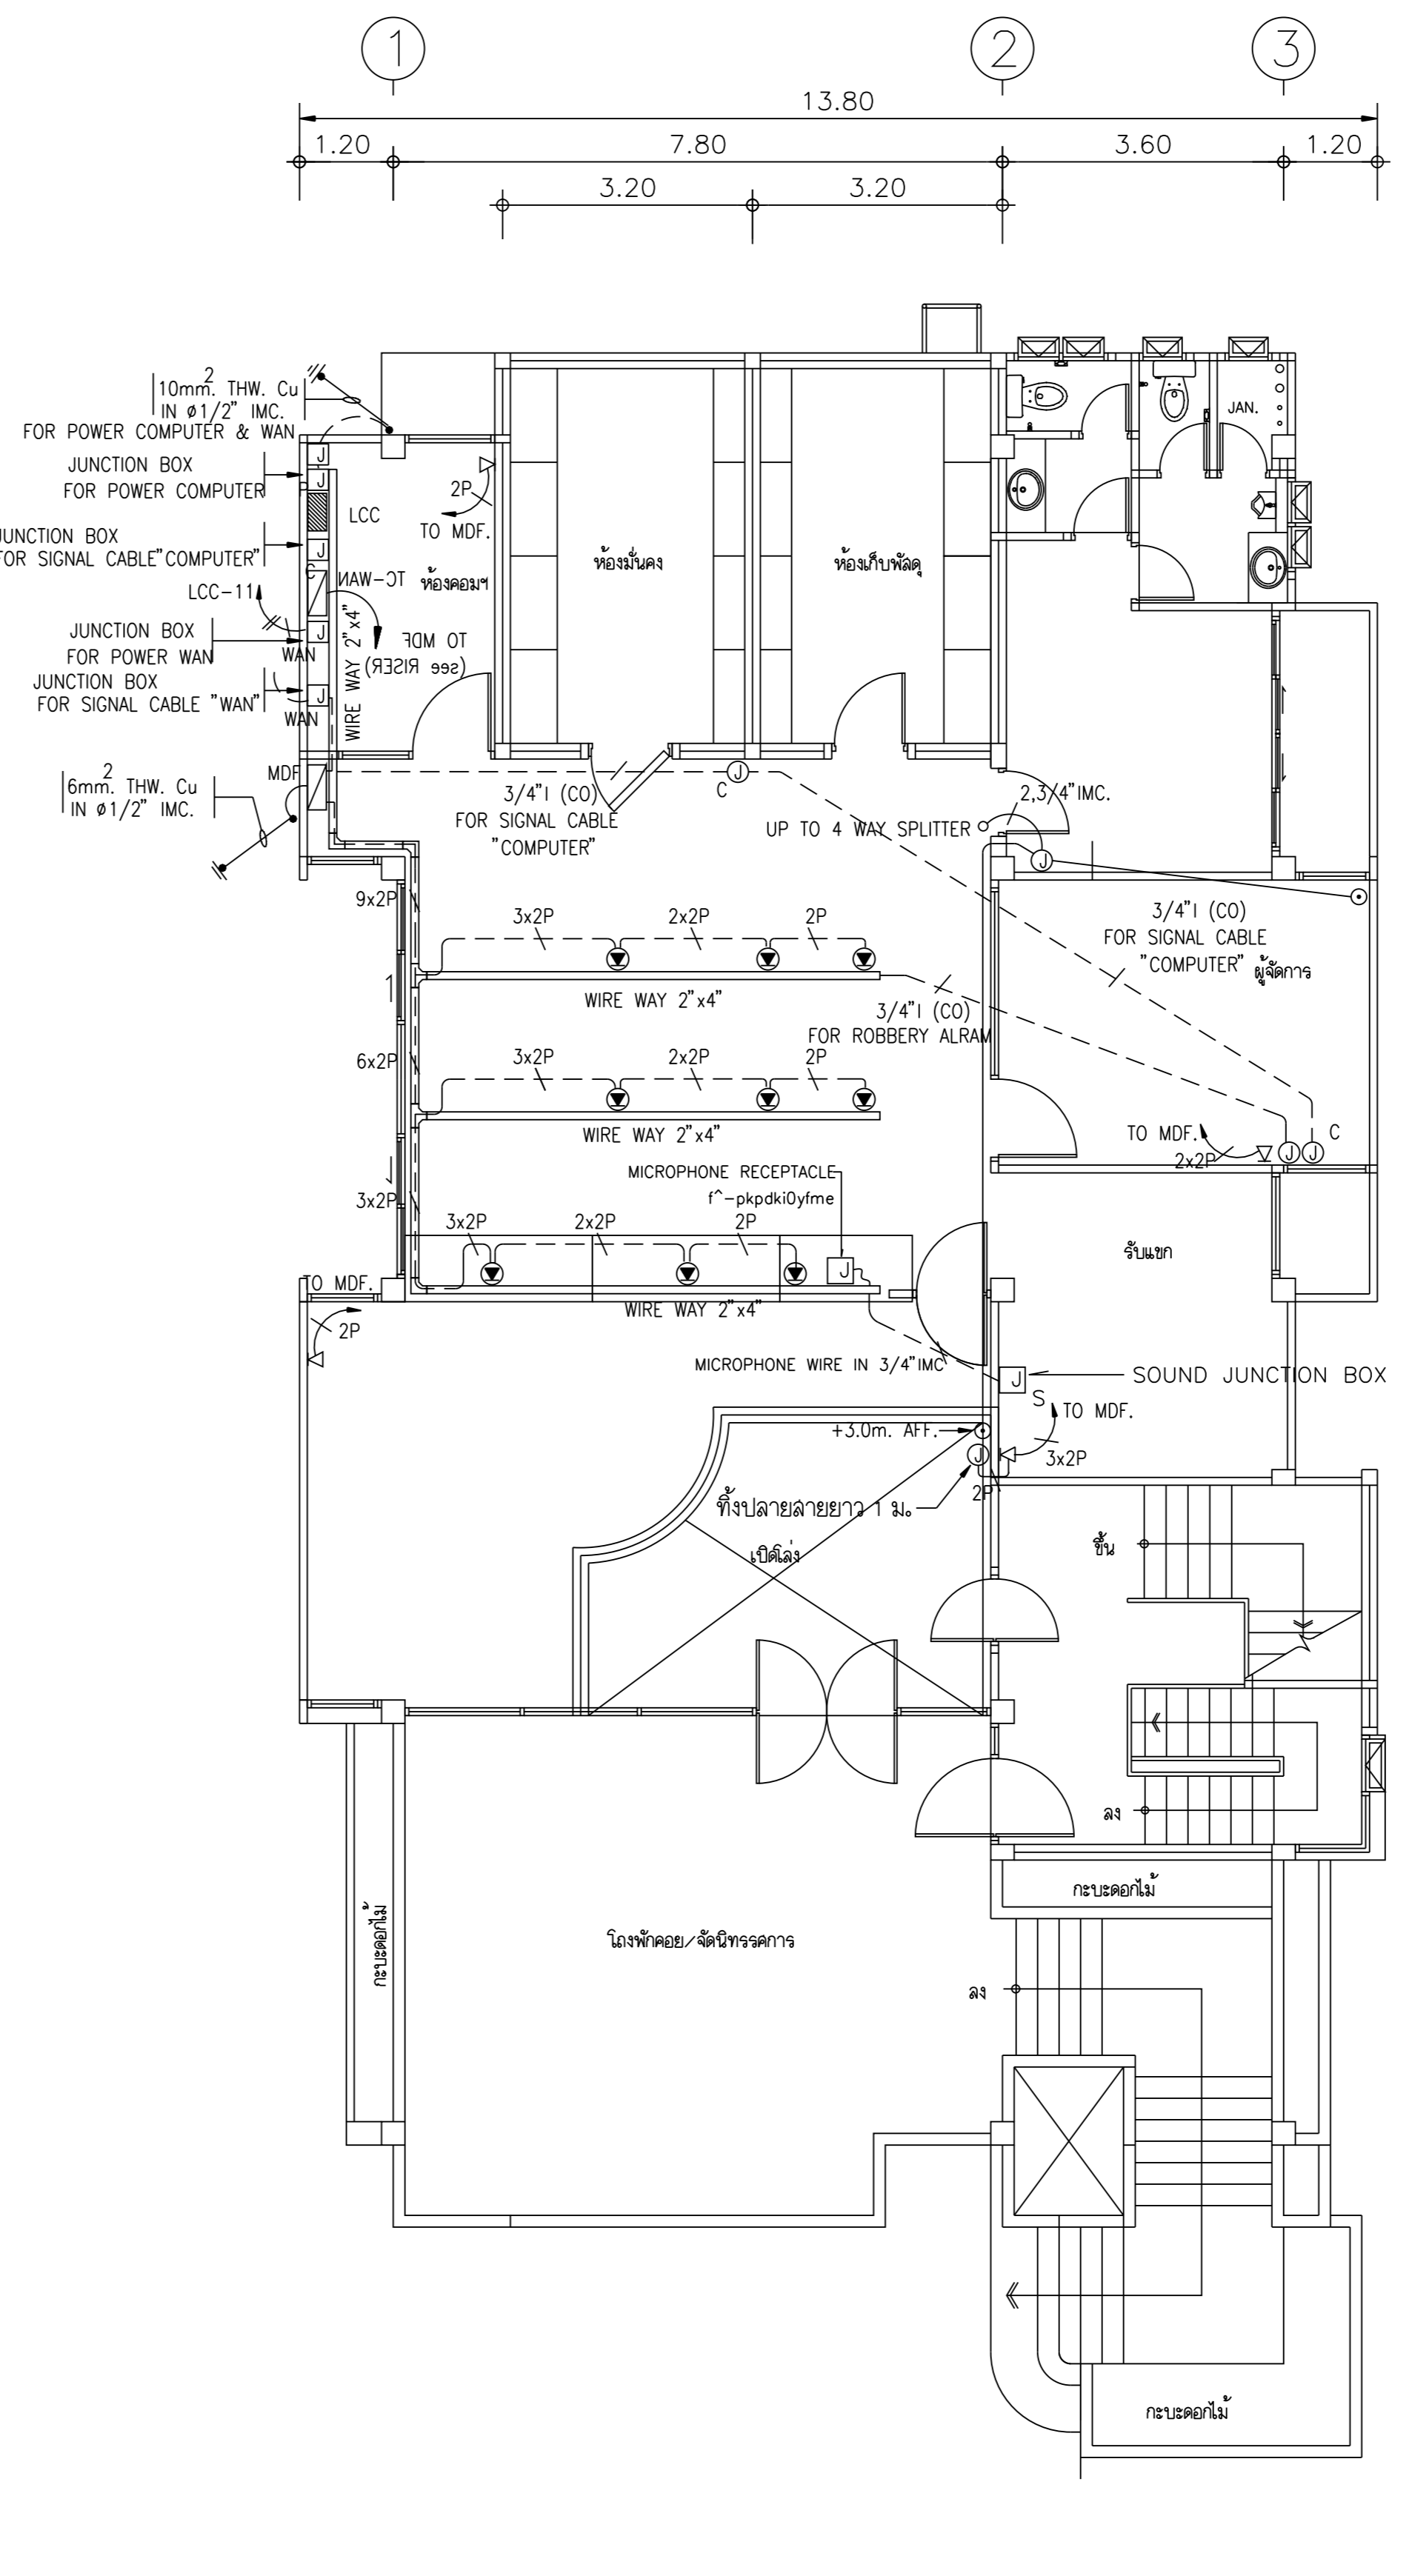 1
2
3
13.80
1.20
7.80
3.60
1.20
3.20
3.20
10mm.2 THW. Cu
IN ø1/2" IMC.
FOR POWER COMPUTER & WAN
JUNCTION BOX
FOR POWER COMPUTER
JUNCTION BOX
FOR SIGNAL CABLE"COMPUTER"
LCC-11
JUNCTION BOX
FOR POWER WAN
JUNCTION BOX
FOR SIGNAL CABLE "WAN"
6mm.2 THW. Cu
IN ø1/2" IMC.
J
J
LCC
J
C
TC-WAN
J
WAN
J
WAN
MDF
WIRE WAY 2"x4"
TO MDF
(see RISER)
ห้องคอมฯ
2P
TO MDF.
ห้องมั่นคง
ห้องเก็บพัสดุ
JAN.
J
C
3/4"I (CO)
FOR SIGNAL CABLE
"COMPUTER"
2,3/4"IMC.
UP TO 4 WAY SPLITTER
J
9x2P
3x2P
2x2P
2P
WIRE WAY 2"x4"
3/4"I (CO)
FOR SIGNAL CABLE
"COMPUTER"
ผู้จัดการ
3/4"I (CO)
FOR ROBBERY ALRAM
6x2P
3x2P
2x2P
2P
WIRE WAY 2"x4"
TO MDF.
2x2P
J
J
C
MICROPHONE RECEPTACLE
f^-pkpdki0yfme
3x2P
3x2P
2x2P
2P
J
WIRE WAY 2"x4"
รับแขก
TO MDF.
2P
MICROPHONE WIRE IN 3/4"IMC
J
SOUND JUNCTION BOX
S
TO MDF.
+3.0m. AFF.
J
3x2P
2P
ทิ้งปลายสายยาว 1 ม.
เปิดโล่ง
ขึ้น
ลง
กะบะดอกไม้
กะบะดอกไม้
โถงพักคอย/จัดนิทรรศการ
ลง
กะบะดอกไม้